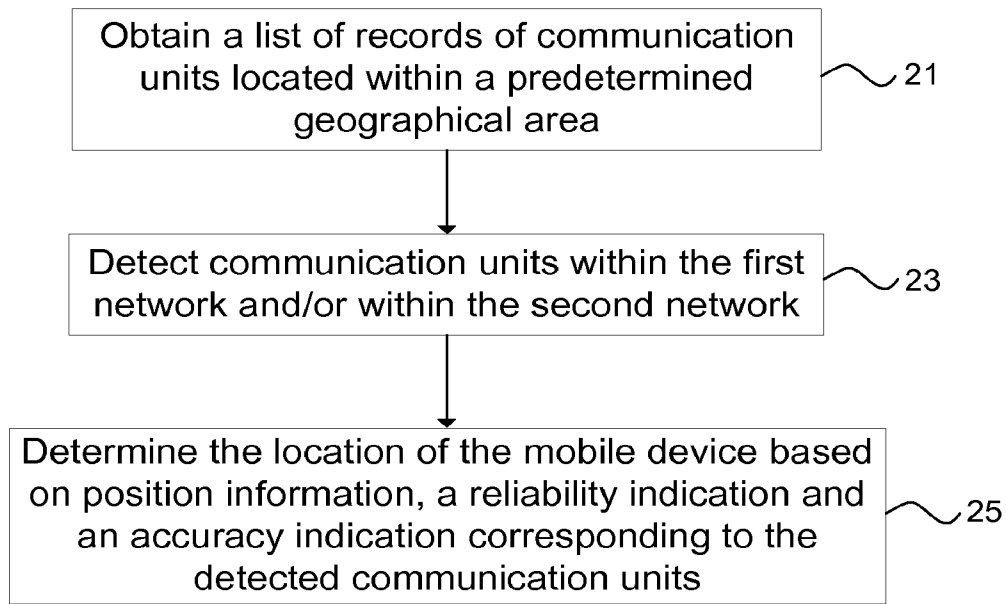 Obtain a list of records of communication
units located within a predetermined
geographical area
21
Detect communication units within the first
network and/or within the second network
23
Determine the location of the mobile device based
on position information, a reliability indication and
an accuracy indication corresponding to the
detected communication units
25